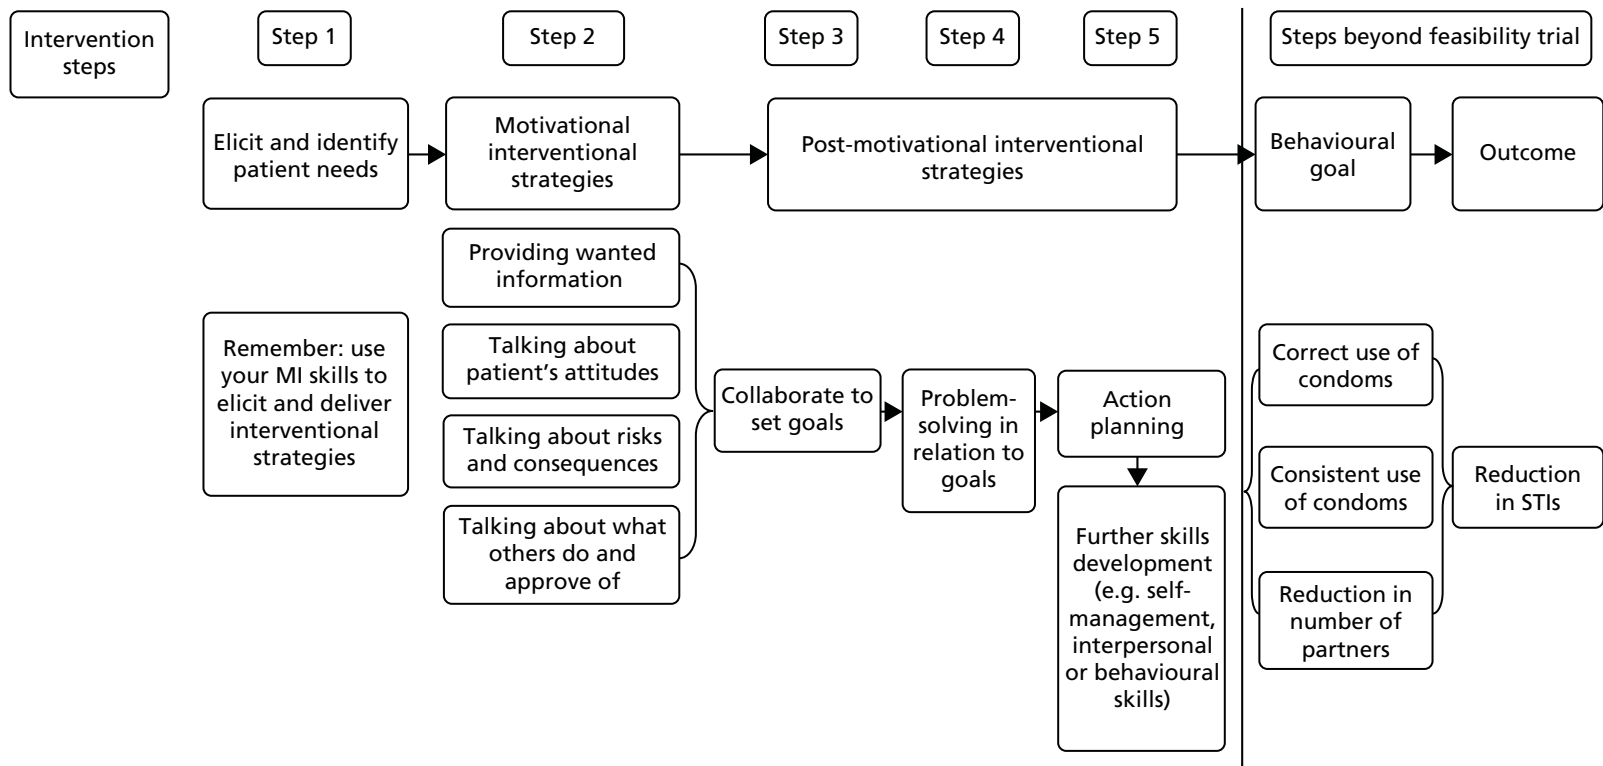 Intervention
steps
Step 1
Step 2
Step 3
Step 4
Step 5
Steps beyond feasibility trial
Elicit and identify
patient needs
Motivational
interventional
strategies
Post-motivational interventional
strategies
Behavioural
goal
Outcome
Remember: use
your MI skills to
elicit and deliver
interventional
strategies
Providing wanted
information
Talking about
patient's attitudes
Talking about risks
and consequences
Talking about what
others do and
approve of
Collaborate to
set goals
Problem-
solving in
relation to
goals
Action
planning
Further skills
development
(e.g. self-
management,
interpersonal
or behavioural
skills)
Correct use of
condoms
Consistent use
of condoms
Reduction in
number of
partners
Reduction
in STIs